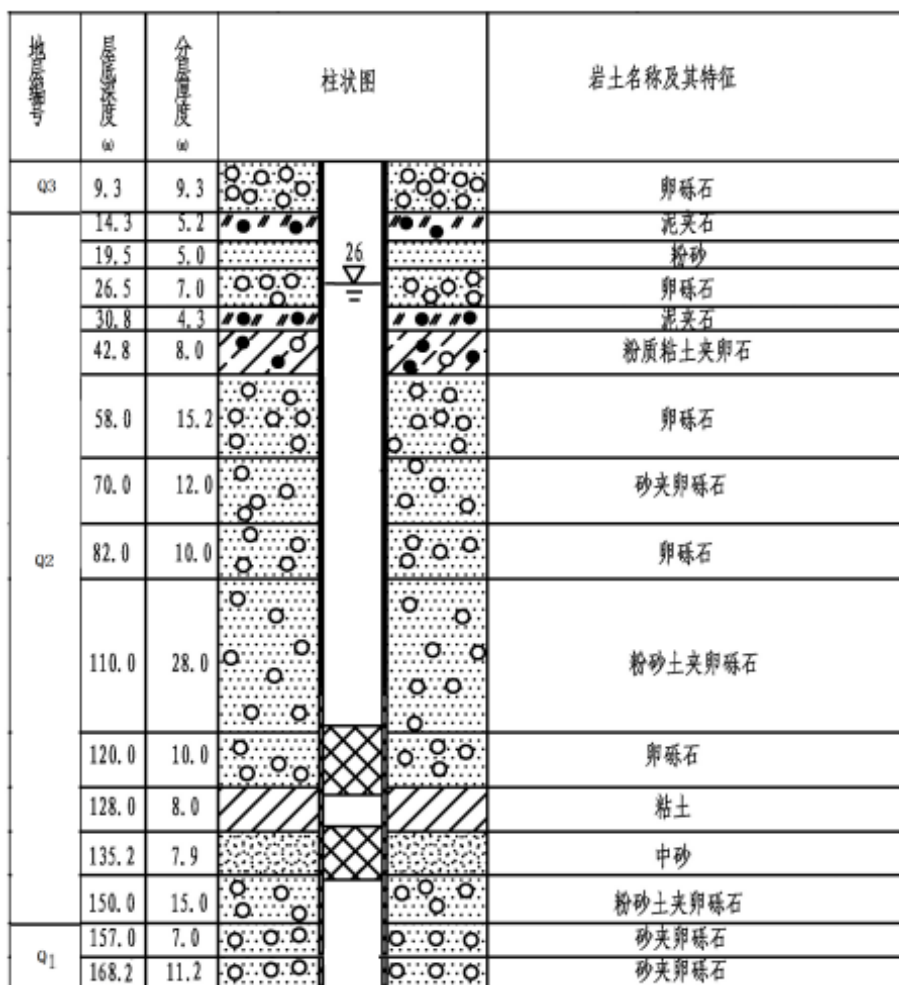 地层编号 层底深度 (m) 分层厚度 (m) 柱状图 岩土名称及其特征
Q3 9.3 9.3 卵砾石
14.3 5.2 泥夹石
19.5 5.0 粉砂
26
26.5 7.0 卵砾石
30.8 4.3 泥夹石
42.8 8.0 粉质粘土夹卵石
58.0 15.2 卵砾石
70.0 12.0 砂夹卵砾石
Q2 82.0 10.0 卵砾石
110.0 28.0 粉砂土夹卵砾石
120.0 10.0 卵砾石
128.0 8.0 粘土
135.2 7.9 中砂
150.0 15.0 粉砂土夹卵砾石
Q1 157.0 7.0 砂夹卵砾石
168.2 11.2 砂夹卵砾石